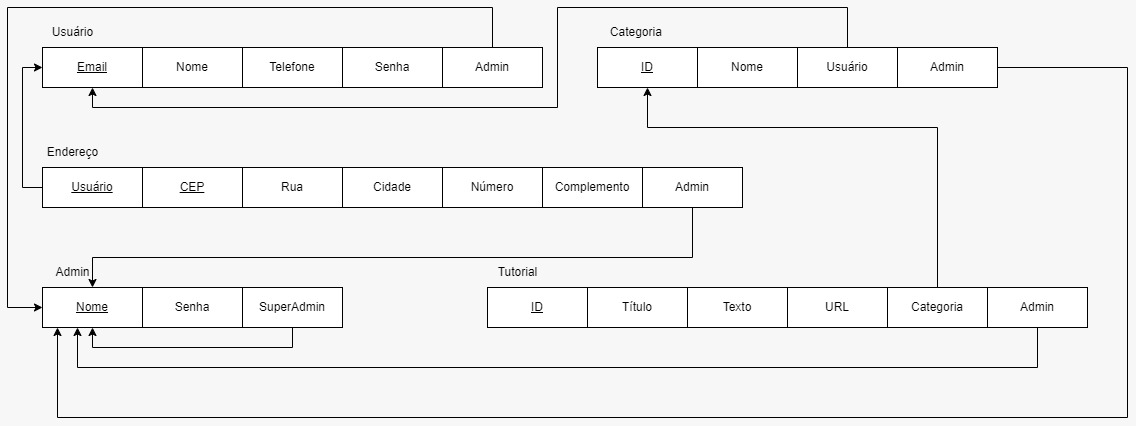 Usuário
Email Nome Telefone Senha Admin
Categoria
ID Nome Usuário Admin
Endereço
Usuário CEP Rua Cidade Número Complemento Admin
Admin
Nome Senha SuperAdmin
Tutorial
ID Título Texto URL Categoria Admin